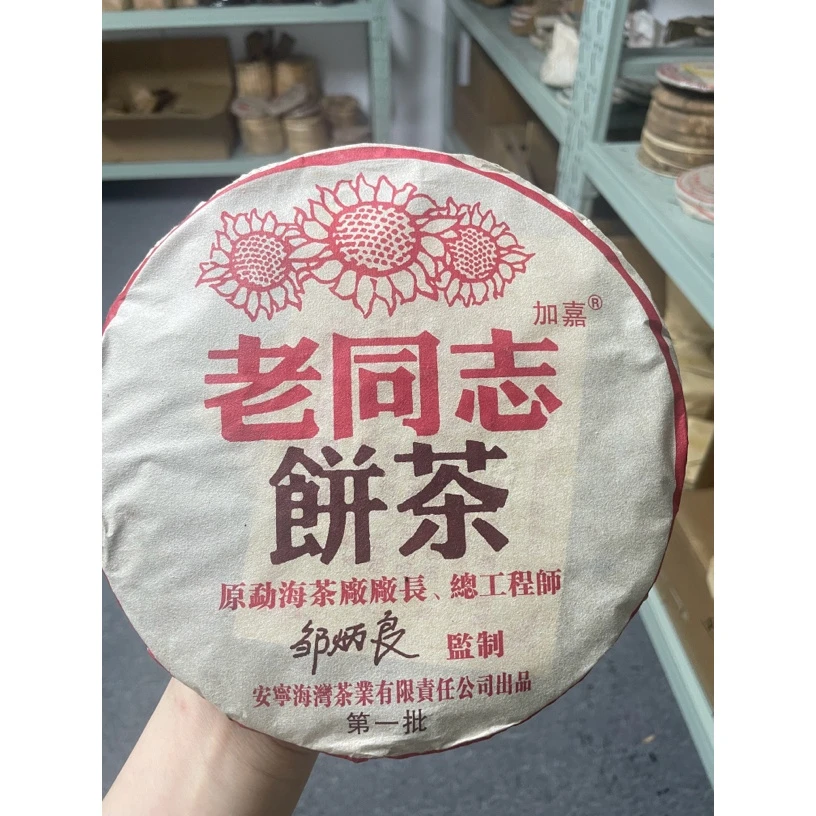 加嘉®
老同志
餅茶
原勐海茶廠廠長、總工程師
邹炳良 監制
安寧海灣茶業有限責任公司出品
第一批